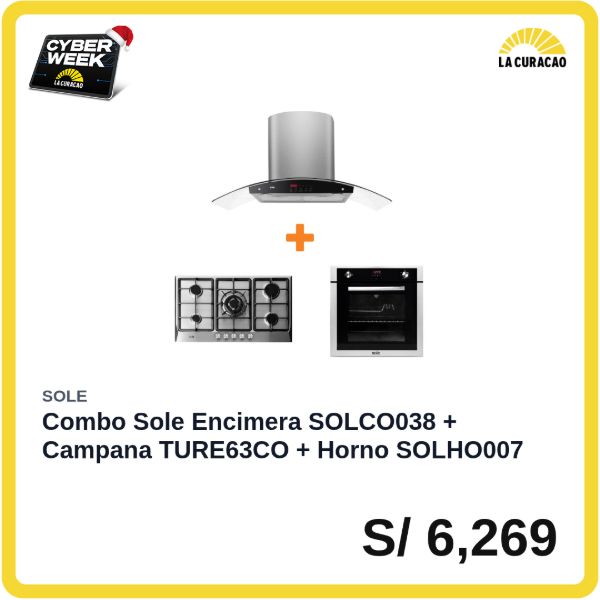 CYBER
WEEK
LA CURACAO
LA CURACAO
SOLE
Combo Sole Encimera SOLCO038 +
Campana TURE63CO + Horno SOLHO007
S/ 6,269